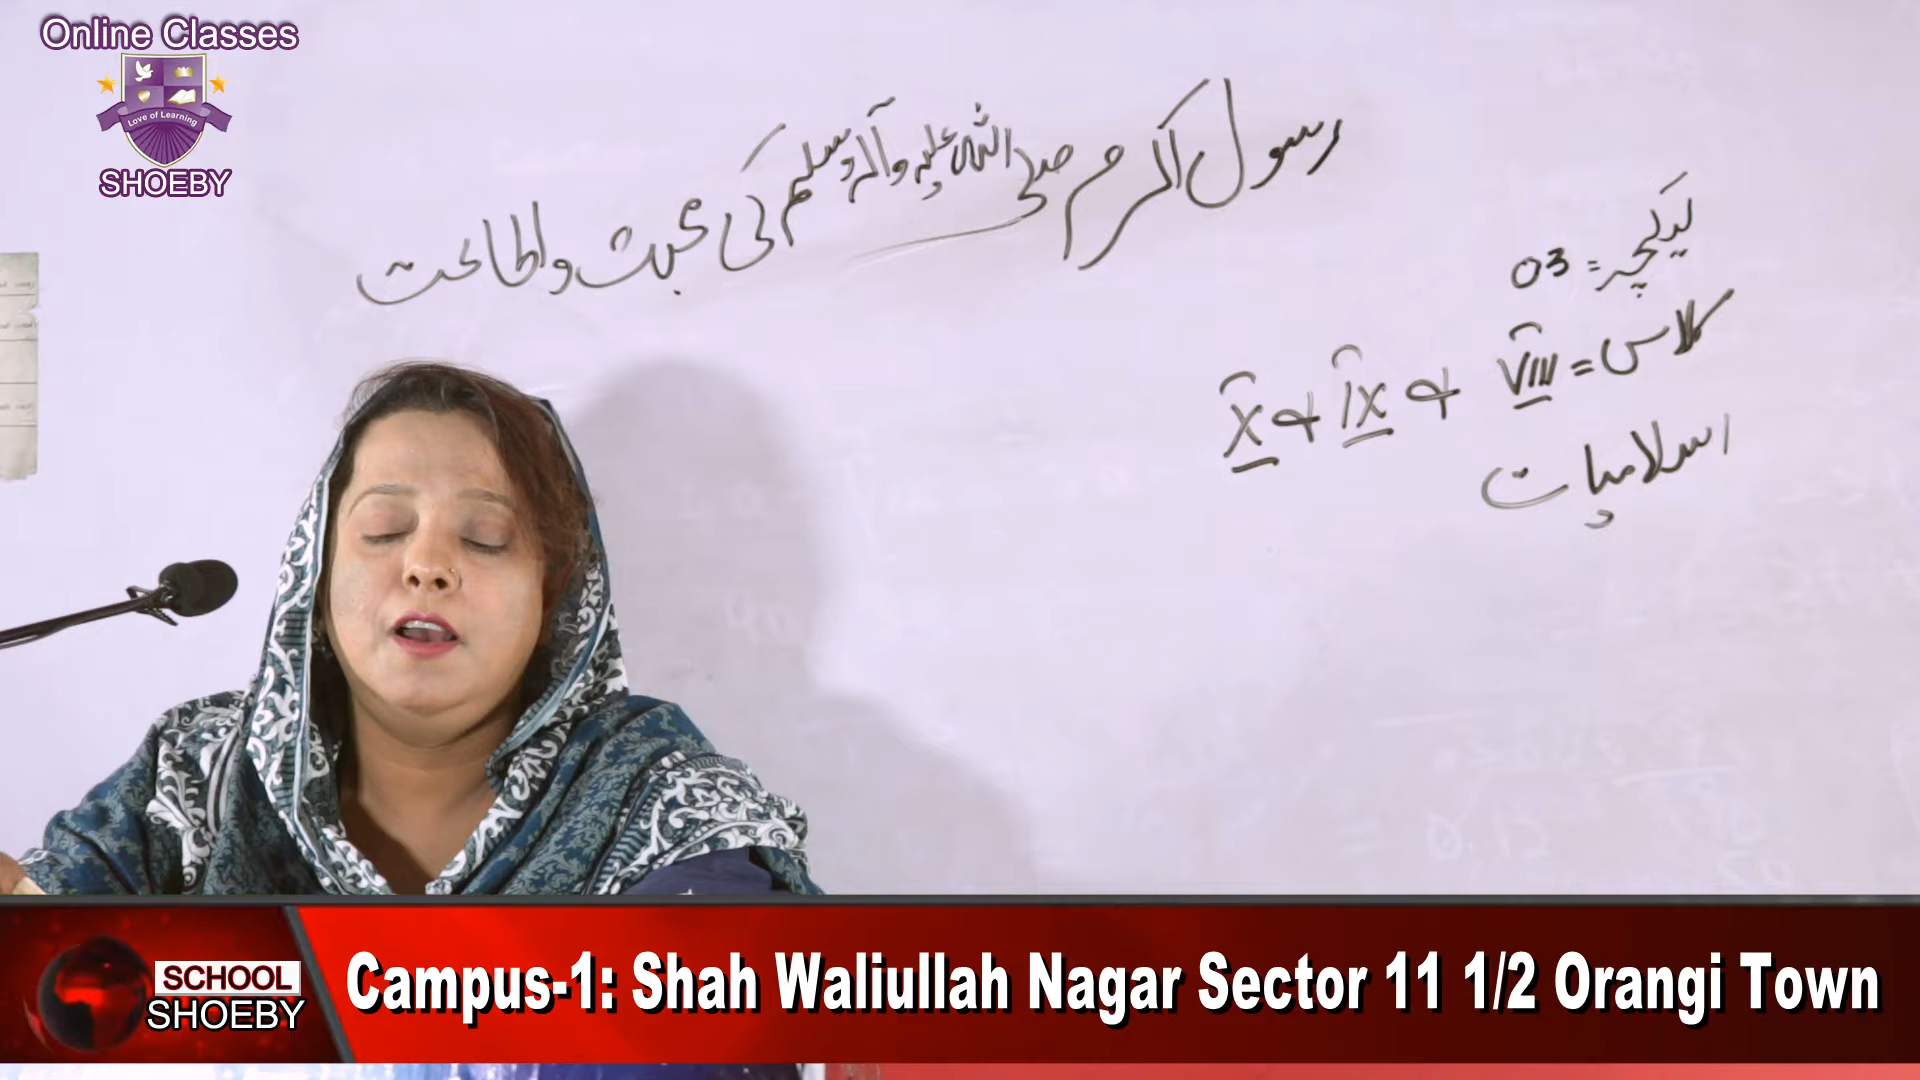 Online Classes
Love of Learning
SHOEBY
رسول اکرم صلی اللہ علیہ وآلہ وسلم کی محبت و اطاعت
لیکچر = 03
کلاس = VIII & IX & X
اسلامیات
SCHOOL
SHOEBY
Campus-1: Shah Waliullah Nagar Sector 11 1/2 Orangi Town